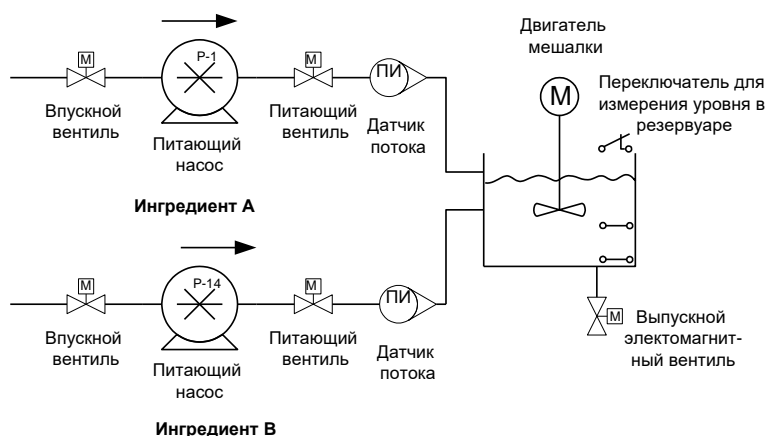 Двигатель
мешалки
M
Переключатель для
измерения уровня в
резервуаре
M
P-1
M
ПИ
Впускной
вентиль
Питающий
насос
Питающий
вентиль
Датчик
потока
Ингредиент A
M
P-14
M
ПИ
Впускной
вентиль
Питающий
насос
Питающий
вентиль
Датчик
потока
Ингредиент B
M
Выпускной
электомагнит-
ный вентиль